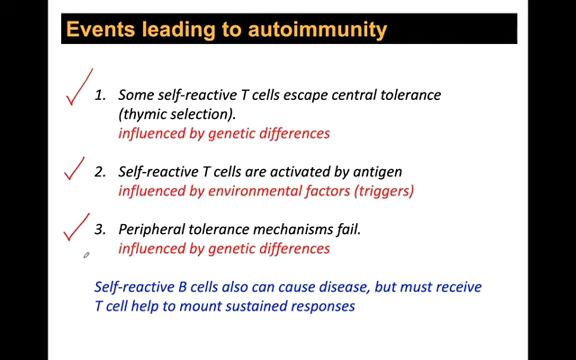 Events leading to autoimmunity
1. Some self-reactive T cells escape central tolerance
(thymic selection).
influenced by genetic differences
2. Self-reactive T cells are activated by antigen
influenced by environmental factors (triggers)
3. Peripheral tolerance mechanisms fail.
influenced by genetic differences
Self-reactive B cells also can cause disease, but must receive
T cell help to mount sustained responses